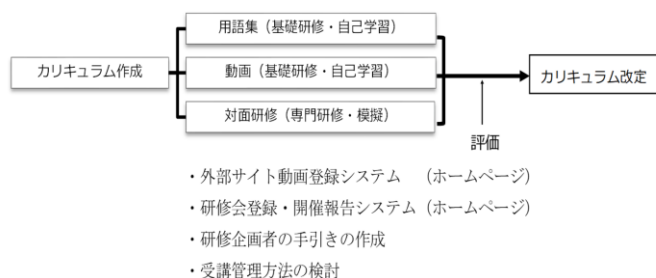 用語集（基礎研修・自己学習）
カリキュラム作成
動画（基礎研修・自己学習）
カリキュラム改定
対面研修（専門研修・模擬）
評価
・外部サイト動画登録システム　（ホームページ）
・研修会登録・開催報告システム（ホームページ）
・研修企画者の手引きの作成
・受講管理方法の検討